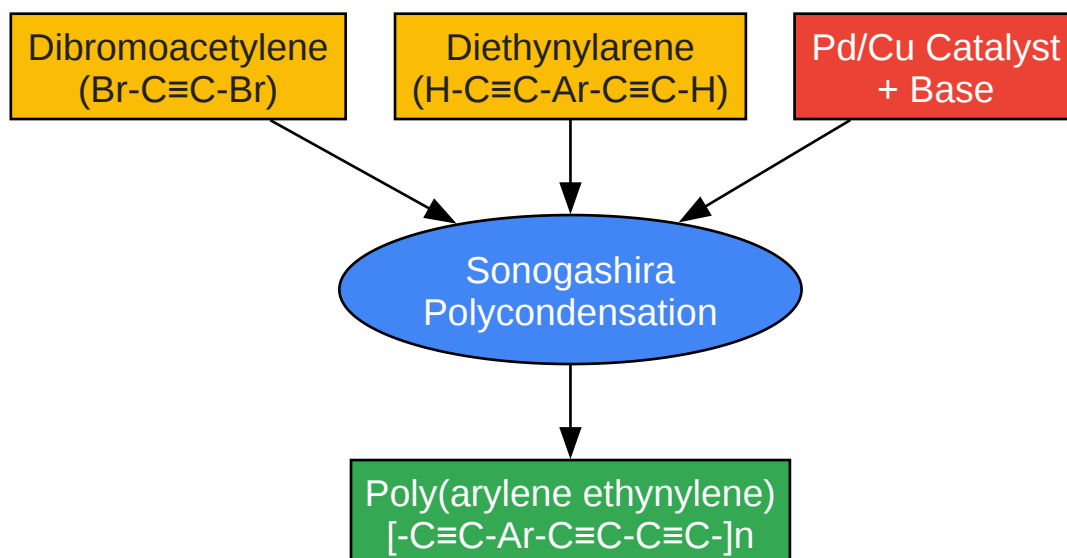 Dibromoacetylene
(Br-C≡C-Br)
Diethynylarene
(H-C≡C-Ar-C≡C-H)
Pd/Cu Catalyst
+ Base
Sonogashira
Polycondensation
Poly(arylene ethynylene)
[-C≡C-Ar-C≡C-C≡C-]n